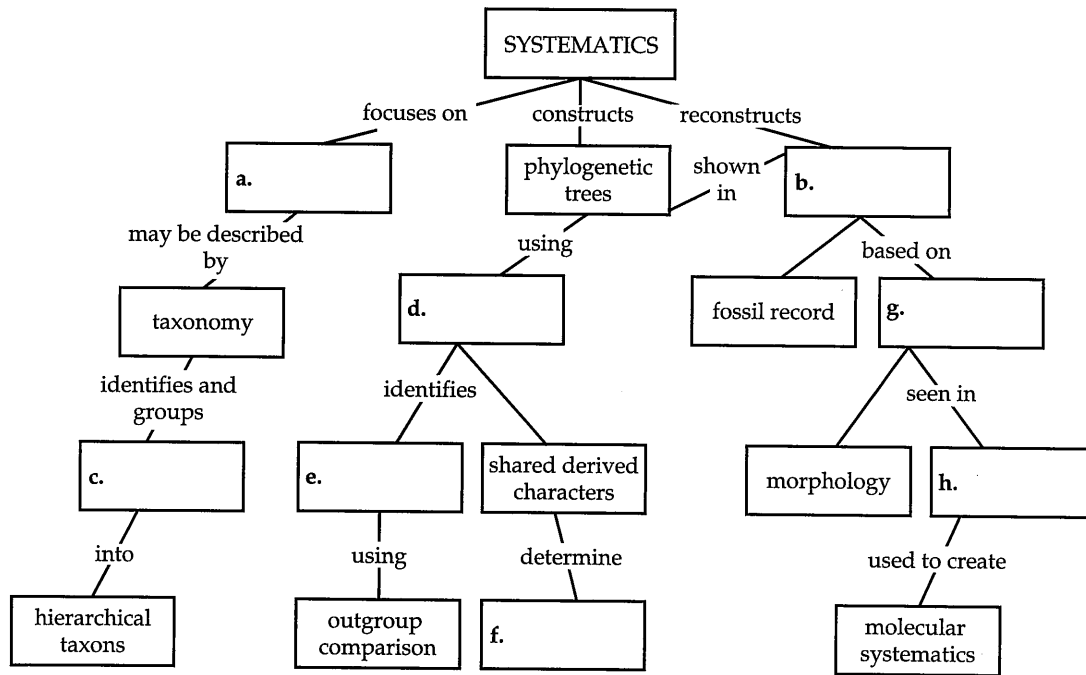 SYSTEMATICS
focuses on
constructs
reconstructs
a.
phylogenetic
trees
shown
in
b.
may be described
by
using
based on
taxonomy
d.
fossil record
g.
identifies and
groups
identifies
seen in
c.
e.
shared derived
characters
morphology
h.
into
using
determine
used to create
hierarchical
taxons
outgroup
comparison
f.
molecular
systematics